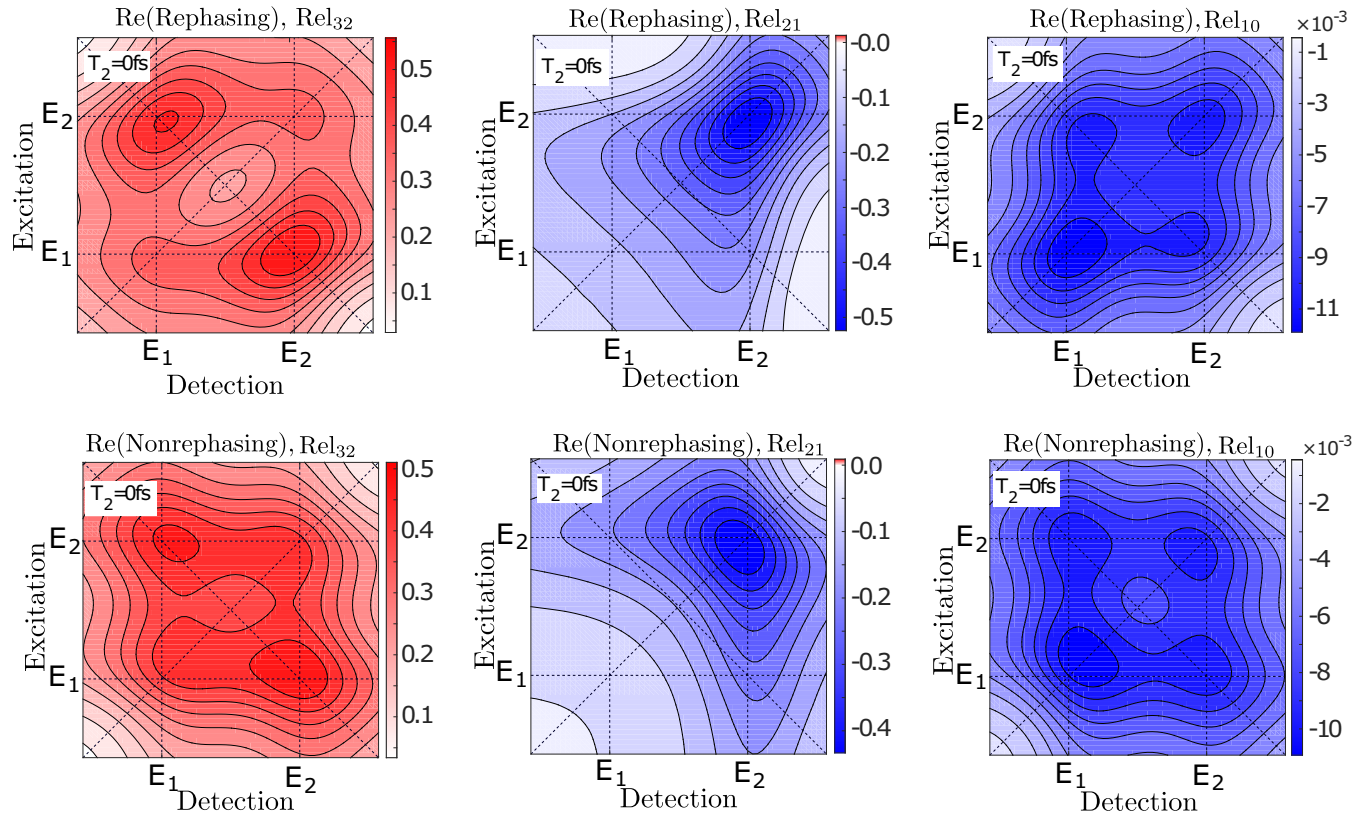 Re(Rephasing), Rel₃₂
T₂=0fs
E₂
E₁
Excitation
E₁
E₂
Detection
0.5
0.4
0.3
0.2
0.1
Re(Rephasing), Rel₂₁
T₂=0fs
E₂
E₁
Excitation
E₁
E₂
Detection
-0.0
-0.1
-0.2
-0.3
-0.4
-0.5
Re(Rephasing), Rel₁₀
T₂=0fs
E₂
E₁
Excitation
E₁
E₂
Detection
×10⁻³
-1
-3
-5
-7
-9
-11
Re(Nonrephasing), Rel₃₂
T₂=0fs
E₂
E₁
Excitation
E₁
E₂
Detection
0.5
0.4
0.3
0.2
0.1
Re(Nonrephasing), Rel₂₁
T₂=0fs
E₂
E₁
Excitation
E₁
E₂
Detection
0.0
-0.1
-0.2
-0.3
-0.4
Re(Nonrephasing), Rel₁₀
T₂=0fs
E₂
E₁
Excitation
E₁
E₂
Detection
×10⁻³
-2
-4
-6
-8
-10